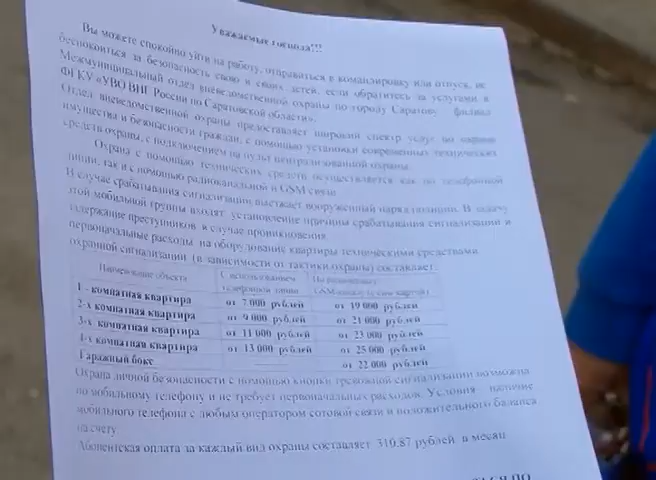 Уважаемые господа!!!
Вы можете спокойно уйти на работу, отправиться в командировку или отпуск, не
беспокоиться за безопасность свою и своих детей, если обратитесь за услугами в
Межмуниципальный отдел вневедомственной охраны по городу Саратову – филиал
ФГКУ «УВО ВНГ России по Саратовской области».
Отдел вневедомственной охраны предоставляет широкий спектр услуг по охране
имущества и безопасности граждан, с помощью установки современных технических
средств охраны, с подключением на пульт централизованной охраны.
Охрана с помощью технических средств осуществляется как по телефонной
линии, так и с помощью радиоканальной и GSM связи.
В случае срабатывания сигнализации выезжает вооруженный наряд полиции. В задачу
этой мобильной группы входят: установление причины срабатывания сигнализации и
задержание преступников в случае проникновения.
Первоначальные расходы на оборудование квартиры техническими средствами
охранной сигнализации (в зависимости от тактики охраны) составляет:
Наименование объекта С использованием телефонной линии По радиоканалу
1 - комнатная квартира от 7 000 рублей от 19 000 рублей
2-х комнатная квартира от 9 000 рублей от 21 000 рублей
3-х комнатная квартира от 11 000 рублей от 23 000 рублей
4-х комнатная квартира от 13 000 рублей от 25 000 рублей
Гаражный бокс от 22 000 рублей
Охрана личной безопасности с помощью кнопки тревожной сигнализации возможна
по мобильному телефону и не требует первоначальных расходов. Условия – наличие
мобильного телефона с любым оператором сотовой связи и положительного баланса
на счету.
Абонентская оплата за каждый вид охраны составляет 310,87 рублей в месяц